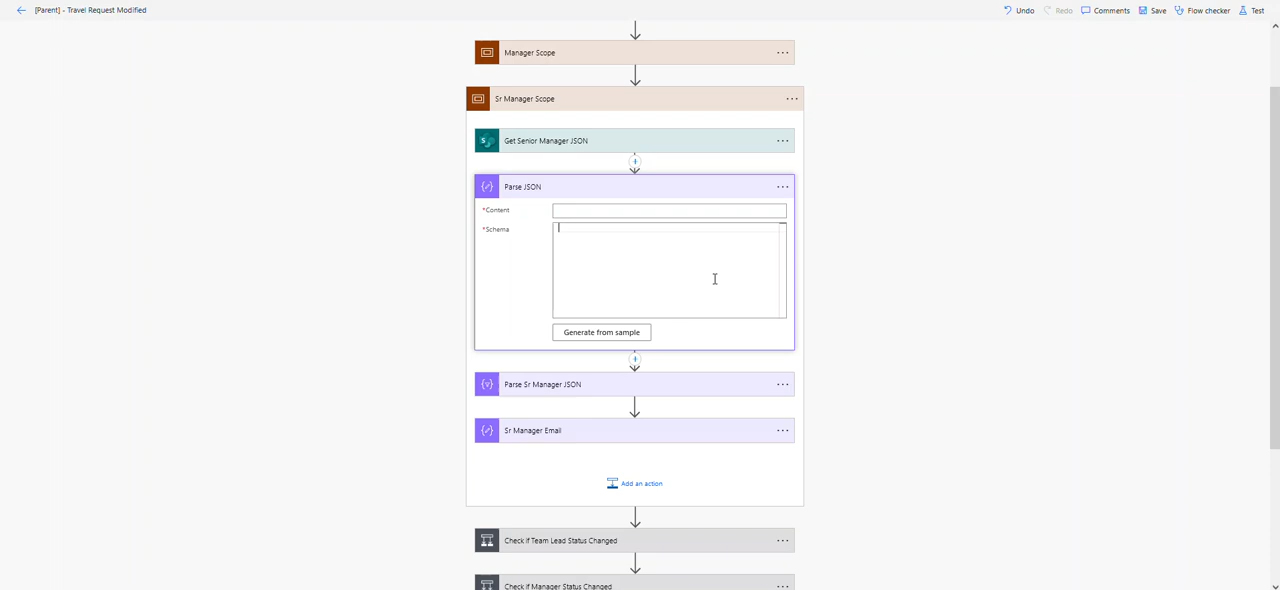 [Parent] - Travel Request Modified
Undo Redo Comments Save Flow checker Test
Manager Scope
Sr Manager Scope
Get Senior Manager JSON
Parse JSON
*Content
*Schema
Generate from sample
Parse Sr Manager JSON
Sr Manager Email
Add an action
Check if Team Lead Status Changed
Check if Manager Status Changed